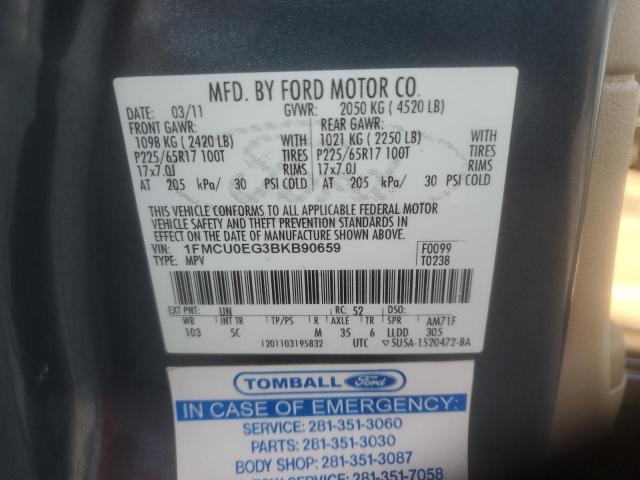 MFD. BY FORD MOTOR CO.
DATE: 03/11 GVWR: 2050 KG ( 4520 LB)
FRONT GAWR: REAR GAWR:
1098 KG ( 2420 LB) WITH 1021 KG ( 2250 LB) WITH
P225/65R17 100T TIRES P225/65R17 100T TIRES
17x7.0J RIMS 17x7.0J RIMS
AT 205 kPa/ 30 PSI COLD AT 205 kPa/ 30 PSI COLD
THIS VEHICLE CONFORMS TO ALL APPLICABLE FEDERAL MOTOR
VEHICLE SAFETY AND THEFT PREVENTION STANDARDS IN
EFFECT ON THE DATE OF MANUFACTURE SHOWN ABOVE.
VIN: 1FMCU0EG3BKB90659 F0099
TYPE: MPV T0238
EXT PNT: UN RC: 52 DSO:
WB INT TR TP/PS R AXLE TR SPR AM71F
103 5C M 35 6 LLDD 305
1201103195832 UTC ▽5USA-1520472-BA
TOMBALL Ford
IN CASE OF EMERGENCY
SERVICE: 281-351-3060
PARTS: 281-351-3030
BODY SHOP: 281-351-3087
TOW SERVICE: 281-351-7058